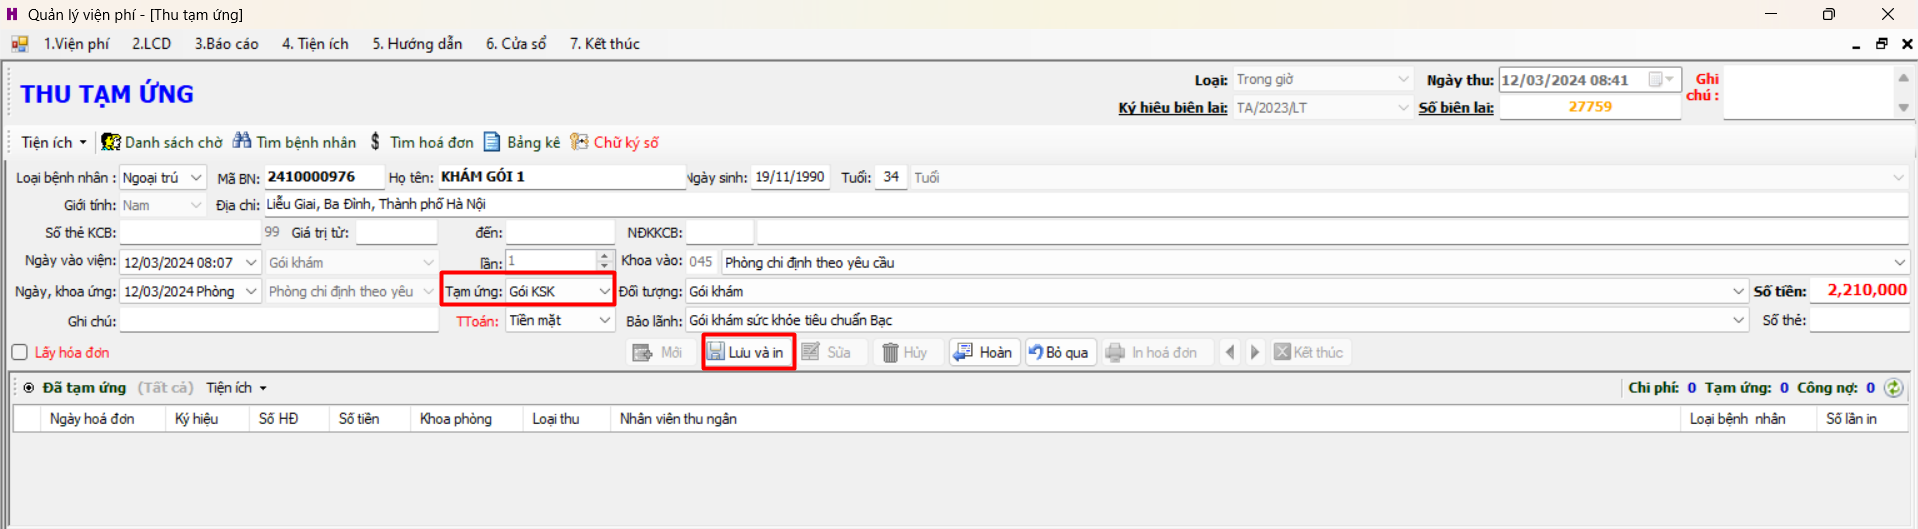 Quản lý viện phí - [Thu tạm ứng]
1.Viện phí 2.LCD 3.Báo cáo 4. Tiện ích 5. Hướng dẫn 6. Cửa sổ 7. Kết thúc
THU TẠM ỨNG
Loại: Trong giờ Ngày thu: 12/03/2024 08:41 Ghi chú :
Ký hiêu biên lai: TA/2023/LT Số biên lai: 27759
Tiện ích Danh sách chờ Tìm bệnh nhân Tìm hoá đơn Bảng kê Chữ ký số
Loại bệnh nhân : Ngoại trú Mã BN: 2410000976 Họ tên: KHÁM GÓI 1 Ngày sinh: 19/11/1990 Tuổi: 34 Tuổi
Giới tính: Nam Địa chỉ: Liễu Giai, Ba Đình, Thành phố Hà Nội
Số thẻ KCB: 99 Giá trị từ: đến: NĐKKCB:
Ngày vào viện: 12/03/2024 08:07 Gói khám lần: 1 Khoa vào: 045 Phòng chỉ định theo yêu cầu
Ngày, khoa ứng: 12/03/2024 Phòng Phòng chỉ định theo yêu Tạm ứng: Gói KSK Đối tượng: Gói khám Số tiền: 2,210,000
Ghi chú: TToán: Tiền mặt Bảo lãnh: Gói khám sức khỏe tiêu chuẩn Bạc Số thẻ:
Lấy hóa đơn Mới Lưu và in Sửa Hủy Hoàn Bỏ qua In hoá đơn Kết thúc
Đã tạm ứng (Tất cả) Tiện ích Chi phí: 0 Tạm ứng: 0 Công nợ: 0
Ngày hoá đơn Ký hiệu Số HĐ Số tiền Khoa phòng Loại thu Nhân viên thu ngân Loại bệnh nhân Số lần in